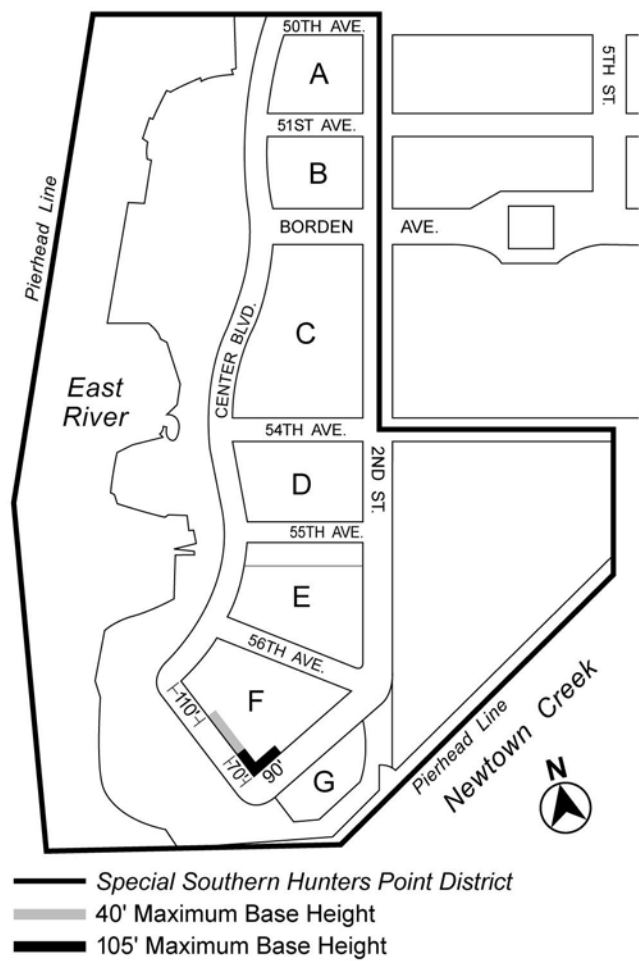 50TH AVE.
A
5TH ST.
51ST AVE.
B
BORDEN AVE.
Pierhead Line
CENTER BLVD.
C
East
River
54TH AVE.
2ND ST.
D
55TH AVE.
E
56TH AVE.
F
110'
70'
90'
G
Pierhead Line
Newtown Creek
N
Special Southern Hunters Point District
40' Maximum Base Height
105' Maximum Base Height